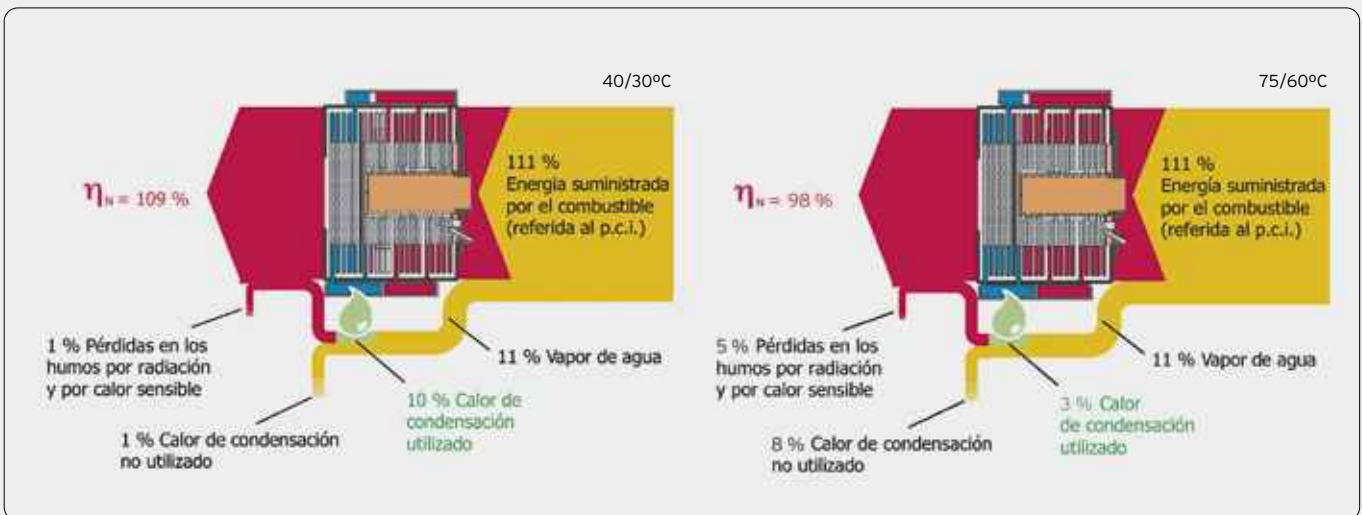 40/30ºC
111 %
Energía suministrada
por el combustible
(referida al p.c.i.)
ηN = 109 %
1 % Pérdidas en los
humos por radiación
y por calor sensible
11 % Vapor de agua
10 % Calor de
condensación
utilizado
1 % Calor de condensación
no utilizado
75/60ºC
111 %
Energía suministrada
por el combustible
(referida al p.c.i.)
ηN = 98 %
5 % Pérdidas en los
humos por radiación
y por calor sensible
11 % Vapor de agua
3 % Calor
de condensación
utilizado
8 % Calor de condensación
no utilizado